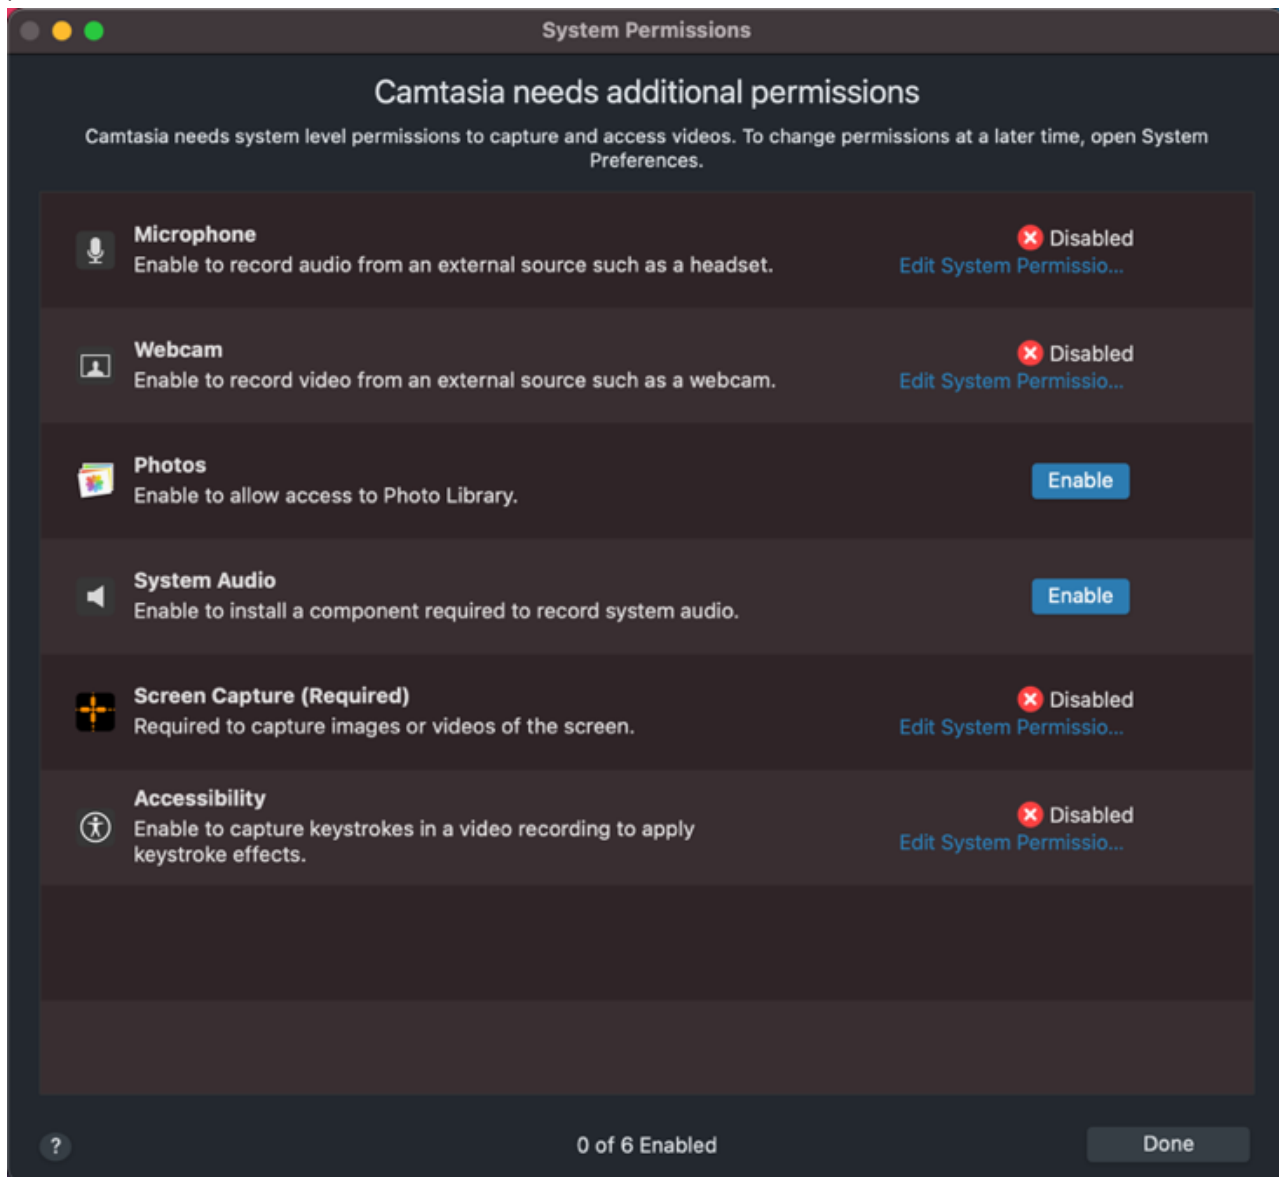 System Permissions
Camtasia needs additional permissions
Camtasia needs system level permissions to capture and access videos. To change permissions at a later time, open System
Preferences.
Microphone
Enable to record audio from an external source such as a headset.
Disabled
Edit System Permissio...
Webcam
Enable to record video from an external source such as a webcam.
Disabled
Edit System Permissio...
Photos
Enable to allow access to Photo Library.
Enable
System Audio
Enable to install a component required to record system audio.
Enable
Screen Capture (Required)
Required to capture images or videos of the screen.
Disabled
Edit System Permissio...
Accessibility
Enable to capture keystrokes in a video recording to apply
keystroke effects.
Disabled
Edit System Permissio...
?
0 of 6 Enabled
Done